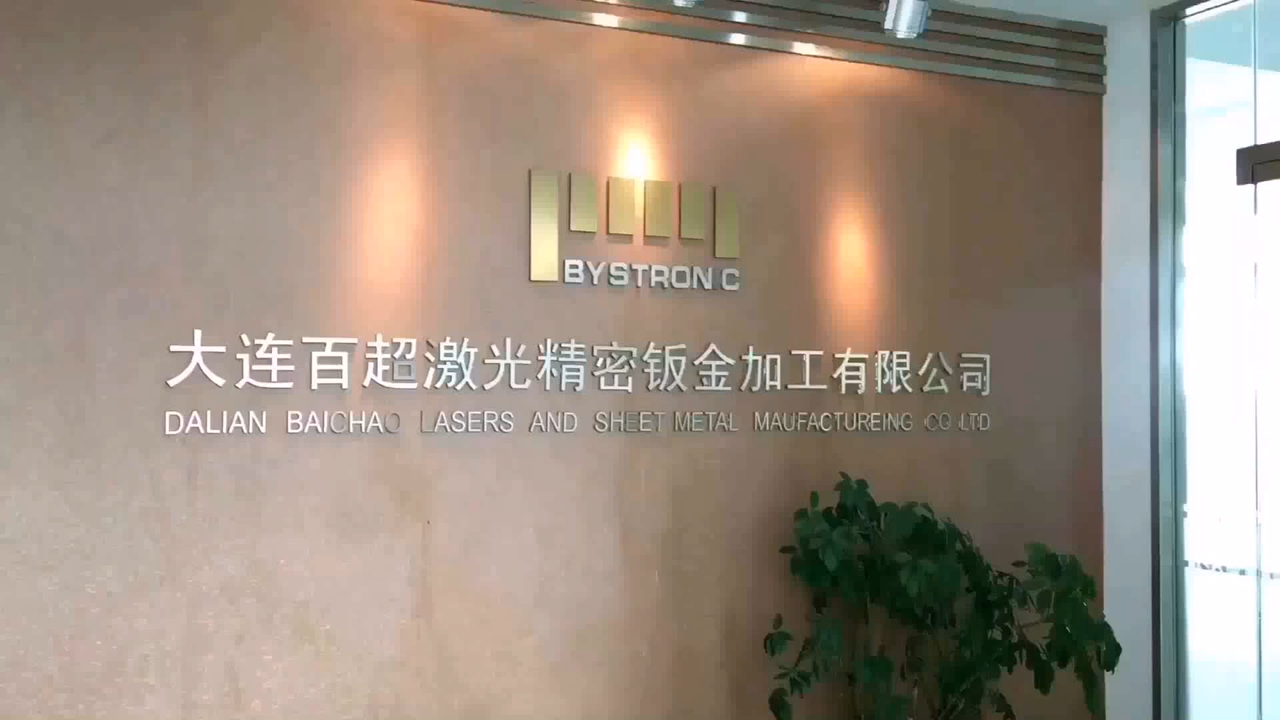 BYSTRONIC
大连百超激光精密钣金加工有限公司
DALIAN BAICHAO LASERS AND SHEET METAL MAUFACTUREING CO LTD